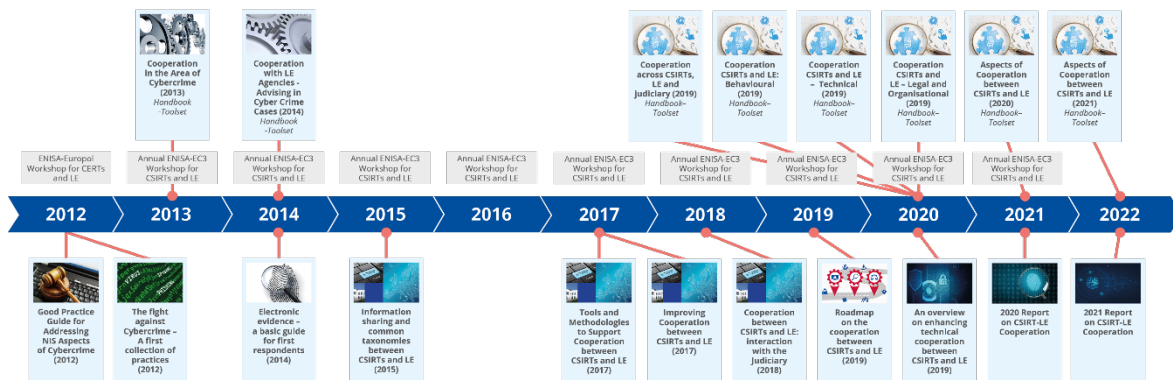 Cooperation
in the Area of
Cybercrime
(2013)
Handbook
-Toolset
Cooperation
with LE
Agencies -
Advising in
Cyber Crime
Cases (2014)
Handbook
-Toolset
Cooperation
across CSIRTs,
LE and
Judiciary (2019)
Handbook–
Toolset
Cooperation
CSIRTs and LE:
Behavioural
(2019)
Handbook–
Toolset
Cooperation
CSIRTs and LE
– Technical
(2019)
Handbook–
Toolset
Cooperation
CSIRTs and
LE – Legal and
Organisational
(2019)
Handbook–
Toolset
Aspects of
Cooperation
between
CSIRTs and LE
(2020)
Handbook–
Toolset
Aspects of
Cooperation
between
CSIRTs and LE
(2021)
Handbook–
Toolset
ENISA-Europol
Workshop for CERTs
and LE
Annual ENISA-EC3
Workshop for
CSIRTs and LE
Annual ENISA-EC3
Workshop for
CSIRTs and LE
Annual ENISA-EC3
Workshop for
CSIRTs and LE
Annual ENISA-EC3
Workshop for
CSIRTs and LE
Annual ENISA-EC3
Workshop for
CSIRTs and LE
Annual ENISA-EC3
Workshop for
CSIRTs and LE
Annual ENISA-EC3
Workshop for
CSIRTs and LE
Annual ENISA-EC3
Workshop for
CSIRTs and LE
Annual ENISA-EC3
Workshop for
CSIRTs and LE
2012
2013
2014
2015
2016
2017
2018
2019
2020
2021
2022
VIRUS
Good Practice
Guide for
Addressing
NIS Aspects
of Cybercrime
(2012)
The fight
against
Cybercrime –
A first
collection of
practices
(2012)
Electronic
evidence –
a basic guide
for first
respondents
(2014)
Information
sharing and
common
taxonomies
between
CSIRTs and LE
(2015)
Tools and
Methodologies
to Support
Cooperation
between
CSIRTs and LE
(2017)
Improving
Cooperation
between
CSIRTs and LE
(2017)
Cooperation
between
CSIRTs and LE:
interaction
with the
Judiciary
(2018)
Roadmap
on the
cooperation
between
CSIRTs and LE
(2019)
An overview
on enhancing
technical
cooperation
between
CSIRTs and LE
(2019)
2020 Report
on CSIRT-LE
Cooperation
2021 Report
on CSIRT-LE
Cooperation